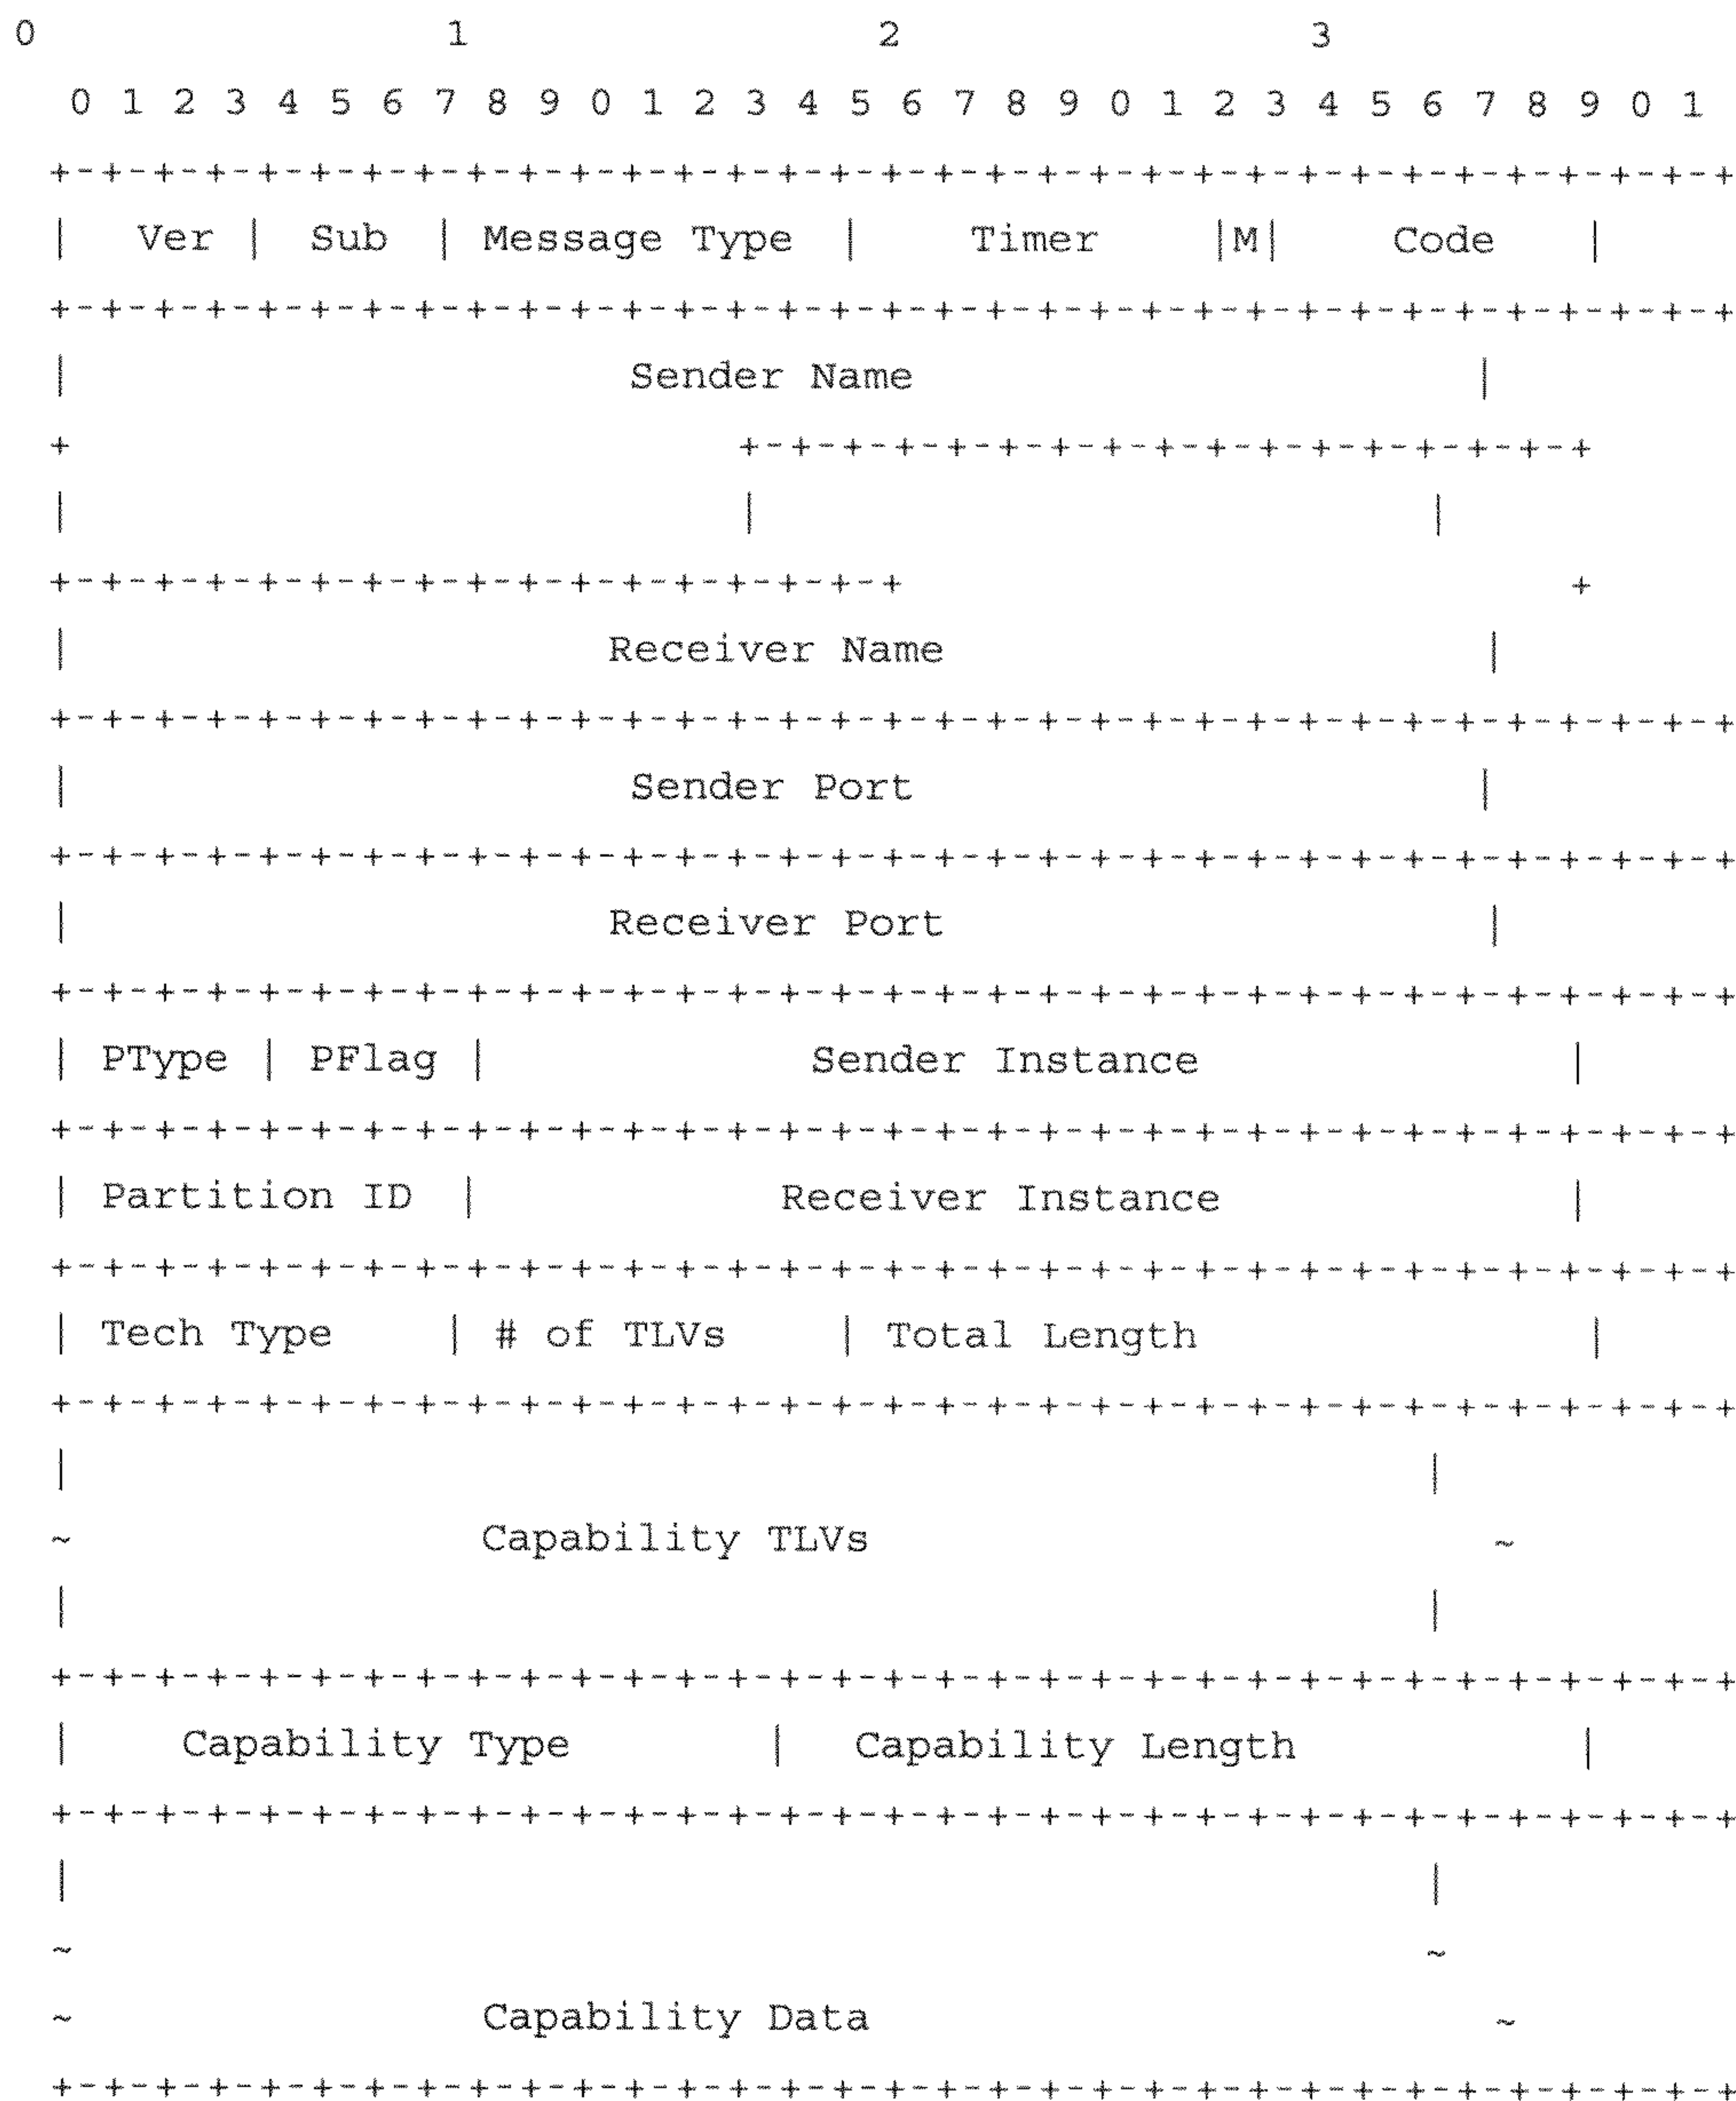 0                   1                   2                   3
0 1 2 3 4 5 6 7 8 9 0 1 2 3 4 5 6 7 8 9 0 1 2 3 4 5 6 7 8 9 0 1
+-+-+-+-+-+-+-+-+-+-+-+-+-+-+-+-+-+-+-+-+-+-+-+-+-+-+-+-+-+-+-+-+
| Ver | Sub | Message Type | Timer |M| Code |
+-+-+-+-+-+-+-+-+-+-+-+-+-+-+-+-+-+-+-+-+-+-+-+-+-+-+-+-+-+-+-+-+
| Sender Name |
+ +-+-+-+-+-+-+-+-+-+-+-+-+-+-+-+-+
| | |
+-+-+-+-+-+-+-+-+-+-+-+-+-+-+-+-+ +
| Receiver Name |
+-+-+-+-+-+-+-+-+-+-+-+-+-+-+-+-+-+-+-+-+-+-+-+-+-+-+-+-+-+-+-+-+
| Sender Port |
+-+-+-+-+-+-+-+-+-+-+-+-+-+-+-+-+-+-+-+-+-+-+-+-+-+-+-+-+-+-+-+-+
| Receiver Port |
+-+-+-+-+-+-+-+-+-+-+-+-+-+-+-+-+-+-+-+-+-+-+-+-+-+-+-+-+-+-+-+-+
| PType | PFlag | Sender Instance |
+-+-+-+-+-+-+-+-+-+-+-+-+-+-+-+-+-+-+-+-+-+-+-+-+-+-+-+-+-+-+-+-+
| Partition ID | Receiver Instance |
+-+-+-+-+-+-+-+-+-+-+-+-+-+-+-+-+-+-+-+-+-+-+-+-+-+-+-+-+-+-+-+-+
| Tech Type | # of TLVs | Total Length |
+-+-+-+-+-+-+-+-+-+-+-+-+-+-+-+-+-+-+-+-+-+-+-+-+-+-+-+-+-+-+-+-+
| |
~ Capability TLVs ~
| |
+-+-+-+-+-+-+-+-+-+-+-+-+-+-+-+-+-+-+-+-+-+-+-+-+-+-+-+-+-+-+-+-+
| Capability Type | Capability Length |
+-+-+-+-+-+-+-+-+-+-+-+-+-+-+-+-+-+-+-+-+-+-+-+-+-+-+-+-+-+-+-+-+
| |
~ ~
~ Capability Data ~
+-+-+-+-+-+-+-+-+-+-+-+-+-+-+-+-+-+-+-+-+-+-+-+-+-+-+-+-+-+-+-+-+